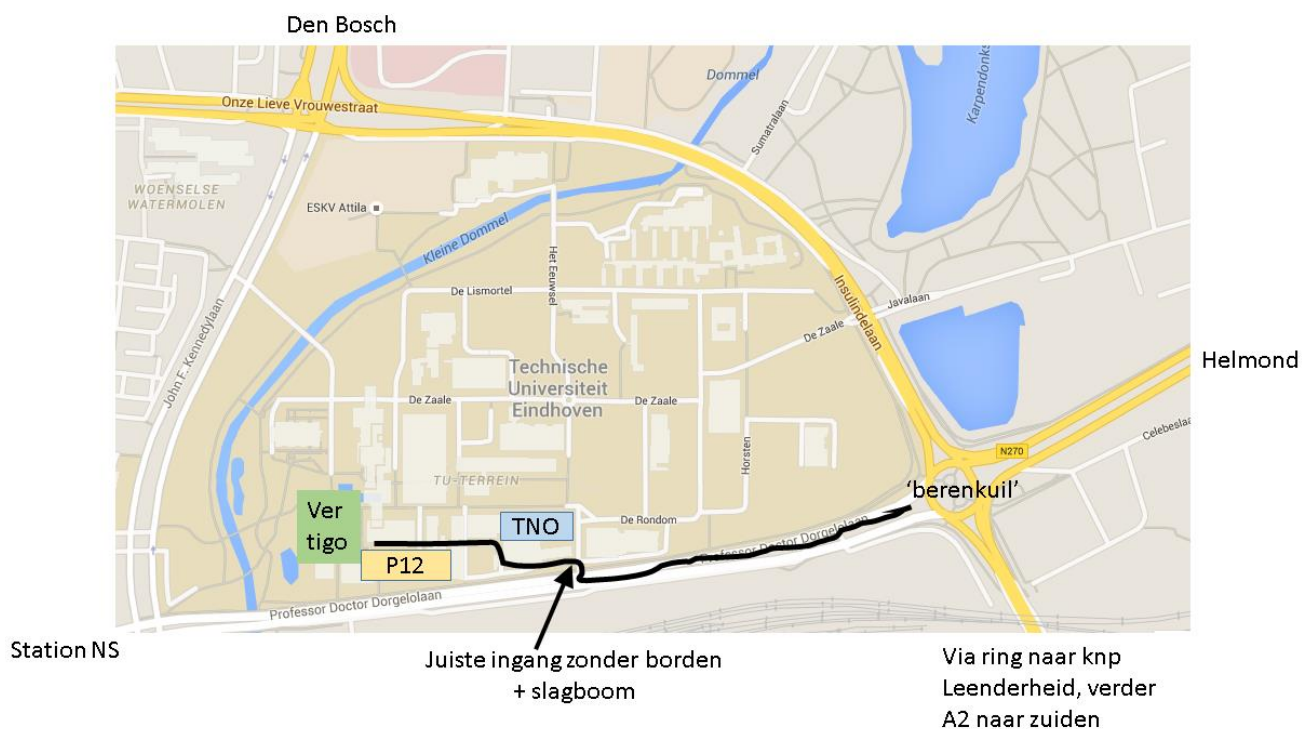 Den Bosch
Onze Lieve Vrouwestraat
Dommel
Sumatralaan
Karpendonks
WOENSELSE
WATERMOLEN
ESKV Attila
Kleine Dommel
Het Eeuwsel
De Lismortel
Insulindelaan
Javalaan
De Zaale
John F. Kennedylaan
Technische
Universiteit
Eindhoven
Helmond
De Zaale
De Zaale
Horsten
Celebeslaa
N270
TU-TERREIN
'berenkuil'
Ver
tigo
TNO
De Rondom
P12
Professor Doctor Dorgelolaan
Professor Doctor Dorgelolaan
Station NS
Juiste ingang zonder borden
+ slagboom
Via ring naar knp
Leenderheid, verder
A2 naar zuiden